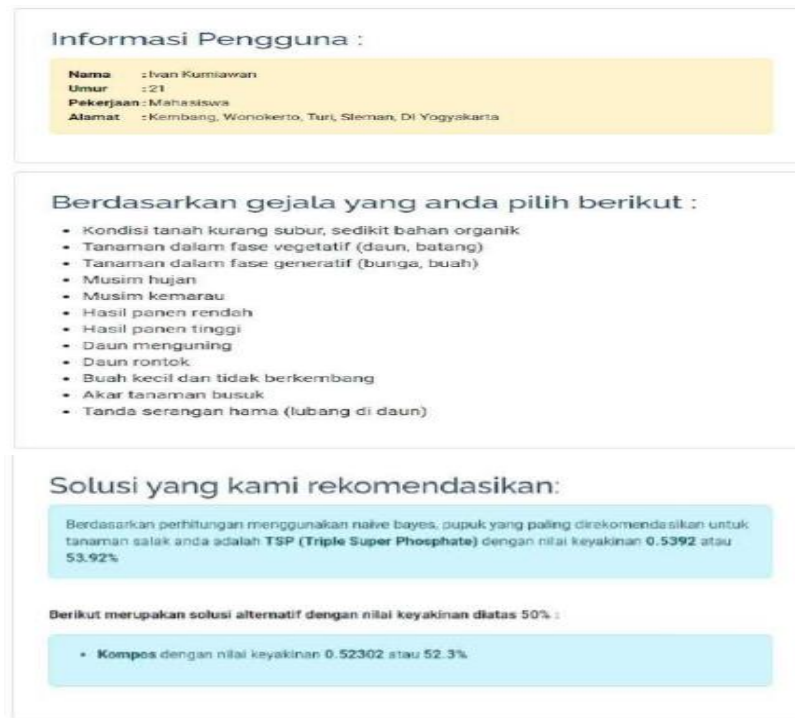 Informasi Pengguna :
Nama : Ivan Kurniawan
Umur : 21
Pekerjaan : Mahasiswa
Alamat : Kembang, Wonokerto, Turi, Sleman, DI Yogyakarta
Berdasarkan gejala yang anda pilih berikut :
• Kondisi tanah kurang subur, sedikit bahan organik
• Tanaman dalam fase vegetatif (daun, batang)
• Tanaman dalam fase generatif (bunga, buah)
• Musim hujan
• Musim kemarau
• Hasil panen rendah
• Hasil panen tinggi
• Daun menguning
• Daun rontok
• Buah kecil dan tidak berkembang
• Akar tanaman busuk
• Tanda serangan hama (lubang di daun)
Solusi yang kami rekomendasikan:
Berdasarkan perhitungan menggunakan naive bayes, pupuk yang paling direkomendasikan untuk
tanaman salak anda adalah TSP (Triple Super Phosphate) dengan nilai keyakinan 0.5392 atau
53.92%
Berikut merupakan solusi alternatif dengan nilai keyakinan diatas 50% :
• Kompos dengan nilai keyakinan 0.52302 atau 52.3%